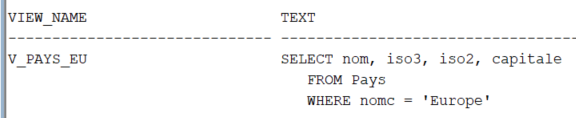 VIEW_NAME TEXT
------------------------------ ----------------------------------
V_PAYS_EU SELECT nom, iso3, iso2, capitale
FROM Pays
WHERE nomc = 'Europe'